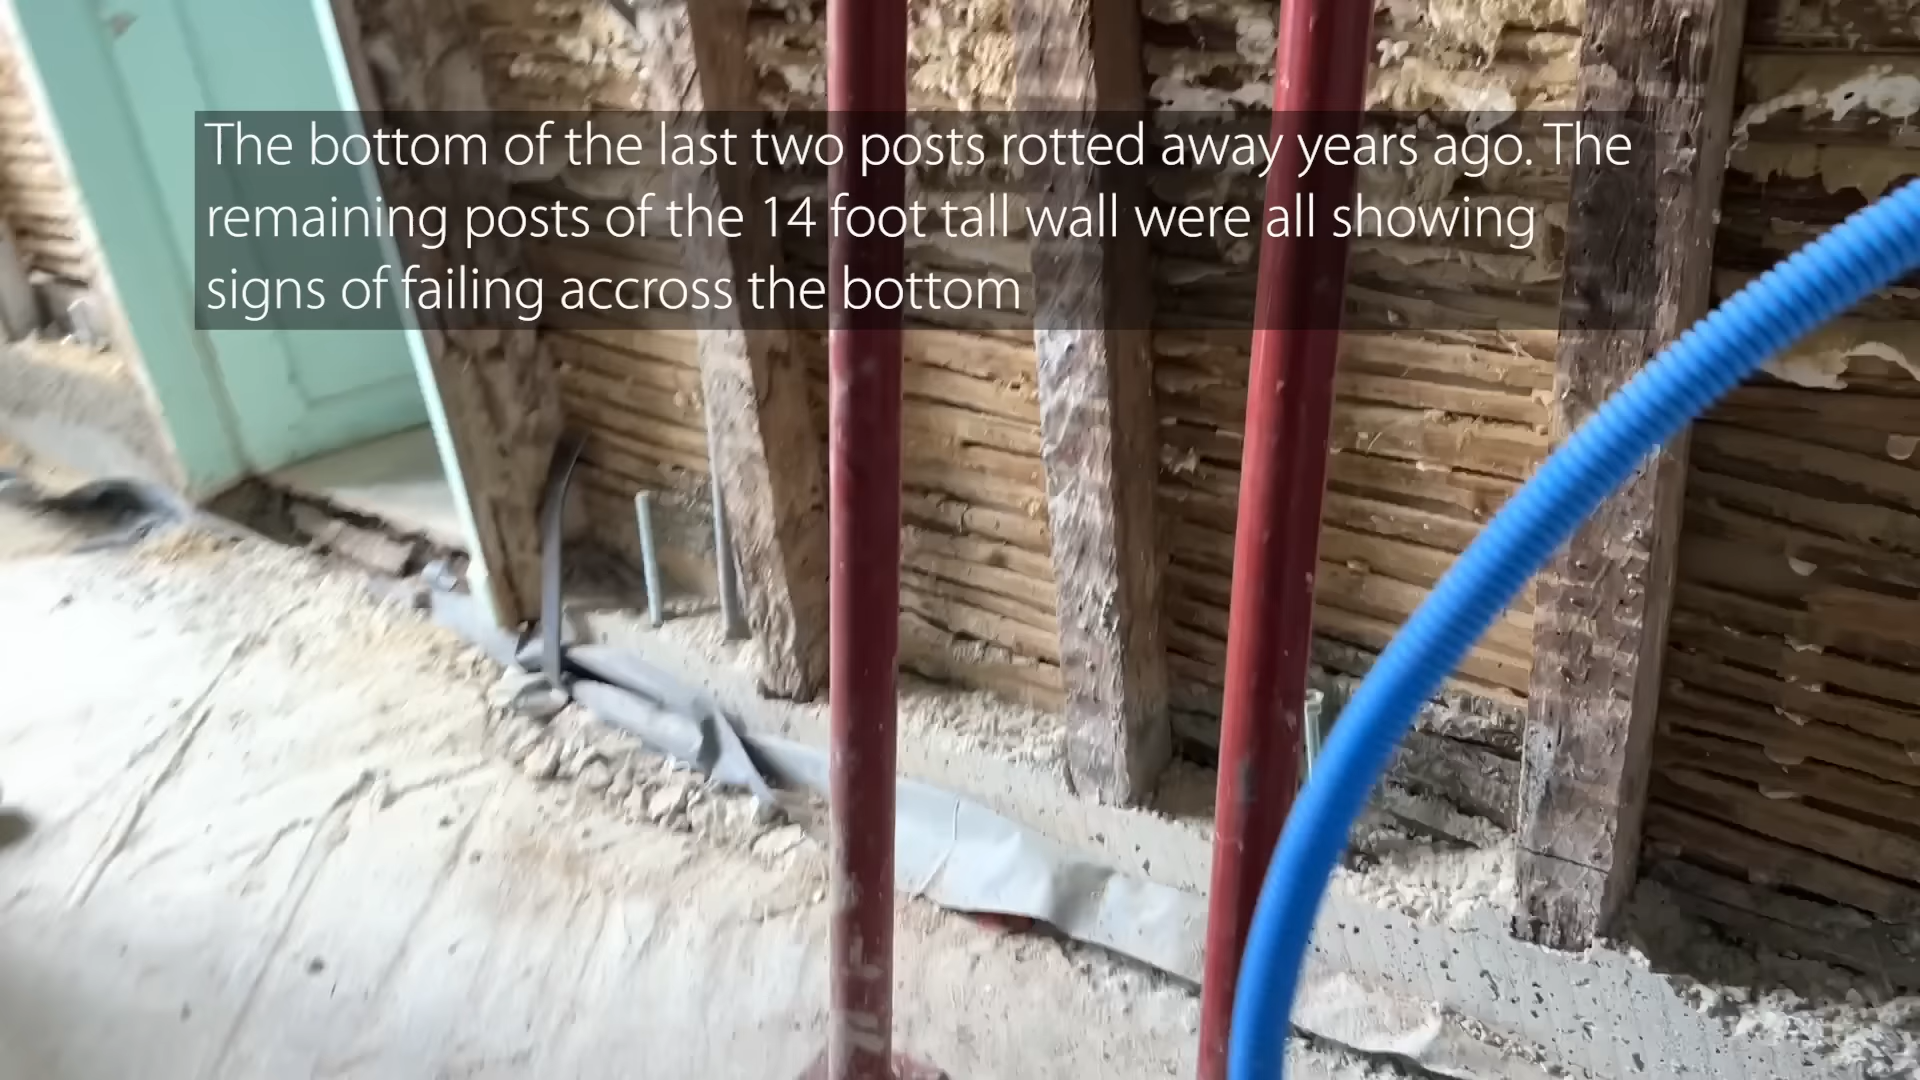 The bottom of the last two posts rotted away years ago. The
remaining posts of the 14 foot tall wall were all showing
signs of failing accross the bottom